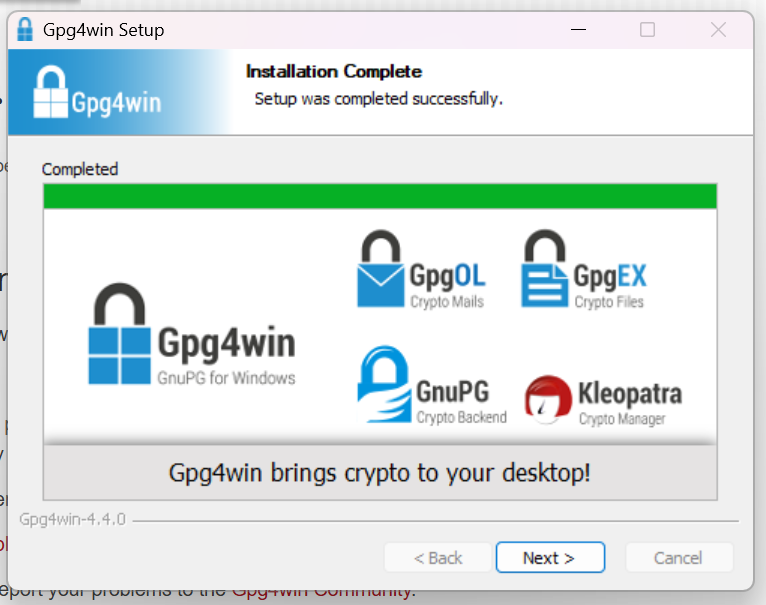 Gpg4win Setup
Gpg4win
Installation Complete
Setup was completed successfully.
Completed
GpgOL
Crypto Mails
GpgEX
Crypto Files
Gpg4win
GnuPG for Windows
GnuPG
Crypto Backend
Kleopatra
Crypto Manager
Gpg4win brings crypto to your desktop!
Gpg4win-4.4.0
< Back
Next >
Cancel
your problems to the Gpg4win Community.